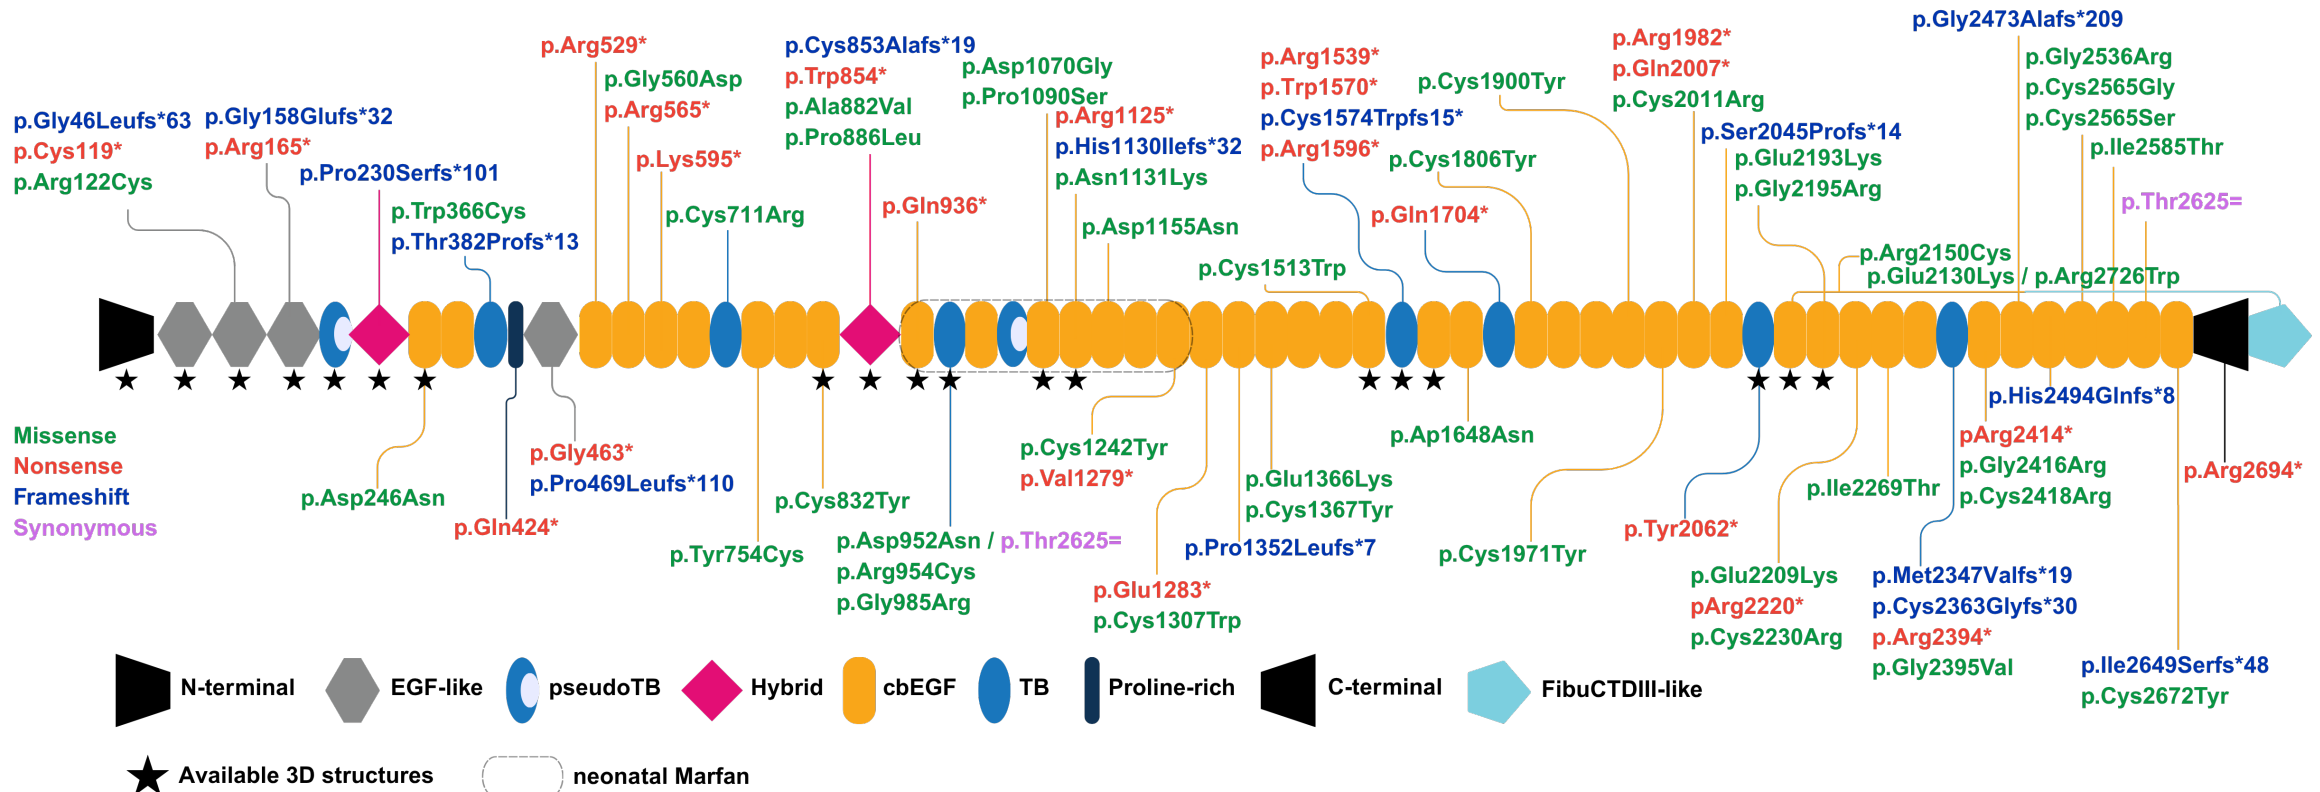 p.Gly46Leufs*63
p.Cys119*
p.Arg122Cys
p.Gly158Glufs*32
p.Arg165*
p.Pro230Serfs*101
p.Trp366Cys
p.Thr382Profs*13
p.Arg529*
p.Gly560Asp
p.Arg565*
p.Lys595*
p.Cys711Arg
p.Cys853Alafs*19
p.Trp854*
p.Ala882Val
p.Pro886Leu
p.Gln936*
p.Asp1070Gly
p.Pro1090Ser
p.Arg1125*
p.His1130Ilefs*32
p.Asn1131Lys
p.Asp1155Asn
p.Cys1513Trp
p.Arg1539*
p.Trp1570*
p.Cys1574Trpfs15*
p.Arg1596*
p.Gln1704*
p.Cys1806Tyr
p.Cys1900Tyr
p.Arg1982*
p.Gln2007*
p.Cys2011Arg
p.Ser2045Profs*14
p.Glu2193Lys
p.Gly2195Arg
p.Arg2150Cys
p.Glu2130Lys / p.Arg2726Trp
p.Gly2473Alafs*209
p.Gly2536Arg
p.Cys2565Gly
p.Cys2565Ser
p.Ile2585Thr
p.Thr2625=
Missense
Nonsense
Frameshift
Synonymous
p.Asp246Asn
p.Gln424*
p.Gly463*
p.Pro469Leufs*110
p.Tyr754Cys
p.Cys832Tyr
p.Asp952Asn / p.Thr2625=
p.Arg954Cys
p.Gly985Arg
p.Cys1242Tyr
p.Val1279*
p.Glu1283*
p.Cys1307Trp
p.Pro1352Leufs*7
p.Glu1366Lys
p.Cys1367Tyr
p.Ap1648Asn
p.Cys1971Tyr
p.Tyr2062*
p.Glu2209Lys
pArg2220*
p.Cys2230Arg
p.Ile2269Thr
p.Met2347Valfs*19
p.Cys2363Glyfs*30
p.Arg2394*
p.Gly2395Val
p.His2494Glnfs*8
pArg2414*
p.Gly2416Arg
p.Cys2418Arg
p.Ile2649Serfs*48
p.Cys2672Tyr
p.Arg2694*
N-terminal
EGF-like
pseudoTB
Hybrid
cbEGF
TB
Proline-rich
C-terminal
FibuCTDIII-like
Available 3D structures
neonatal Marfan